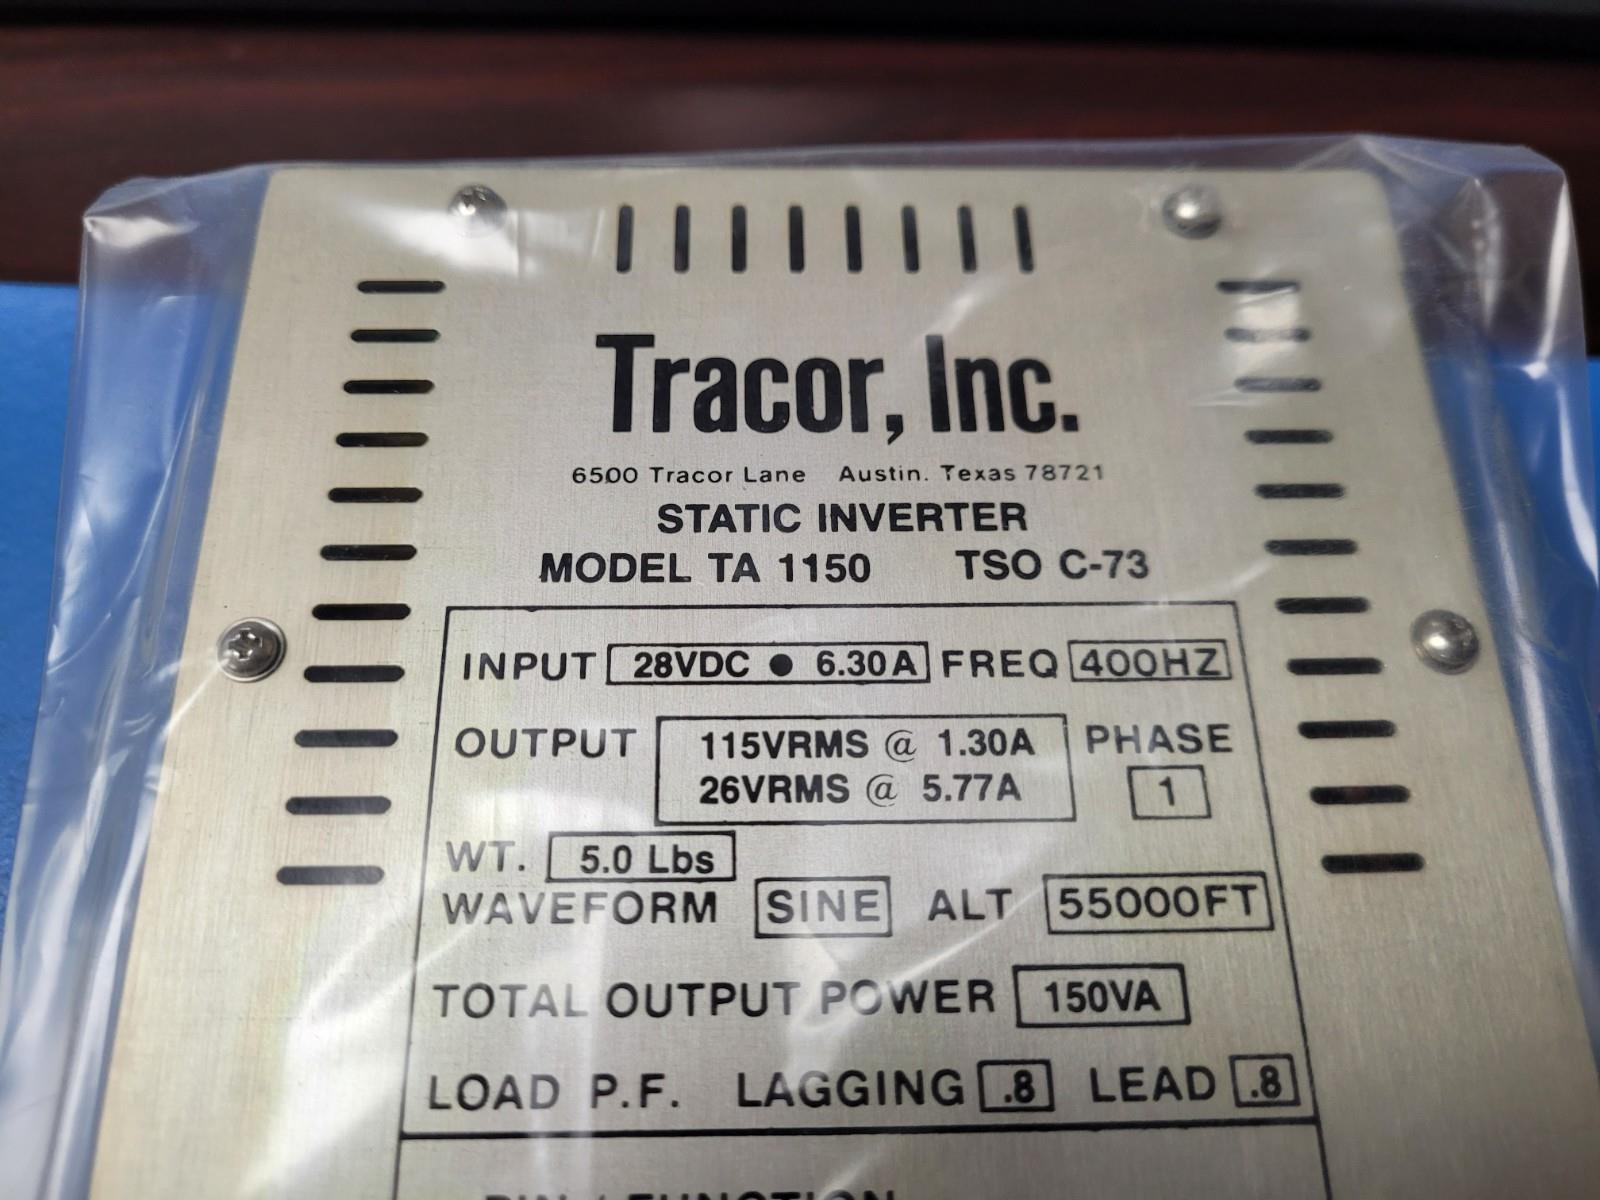 Tracor, Inc.
6500 Tracor Lane Austin. Texas 78721
STATIC INVERTER
MODEL TA 1150 TSO C-73
INPUT 28VDC ● 6.30A FREQ 400HZ
OUTPUT 115VRMS @ 1.30A PHASE
26VRMS @ 5.77A 1
WT. 5.0 Lbs
WAVEFORM SINE ALT 55000FT
TOTAL OUTPUT POWER 150VA
LOAD P.F. LAGGING .8 LEAD .8
PIN / FUNCTION